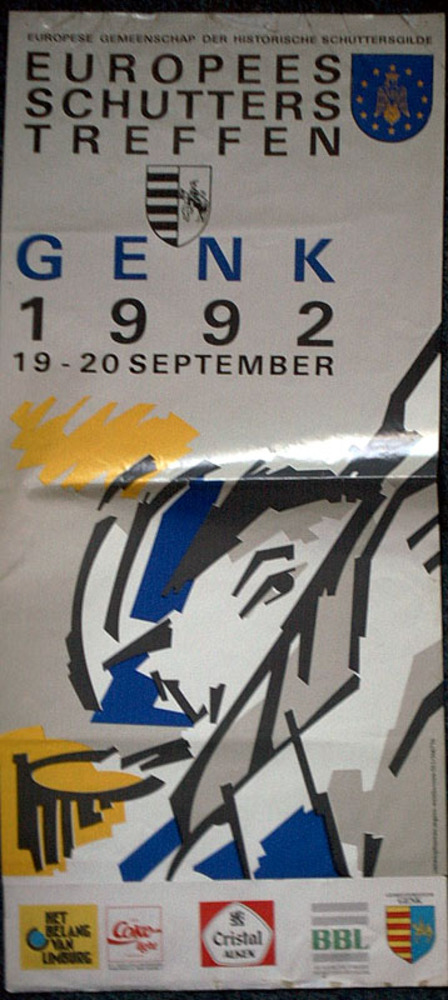 EUROPESE GEMEENSCHAP DER HISTORISCHE SCHUTTERSGILDE
EUROPEES
SCHUTTERS
TREFFEN
GENK
1992
19-20 SEPTEMBER
HET
BELANG
VAN
LIMBURG
Coke
light
Cristal
ALKEN
BBL
GENK